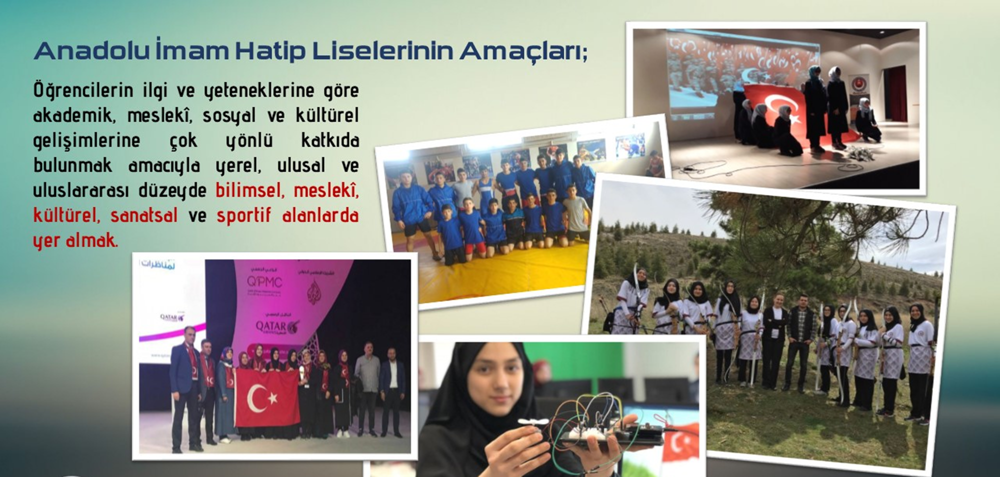 Anadolu İmam Hatip Liselerinin Amaçları;
Öğrencilerin ilgi ve yeteneklerine göre
akademik, meslekî, sosyal ve kültürel
gelişimlerine çok yönlü katkıda
bulunmak amacıyla yerel, ulusal ve
uluslararası düzeyde bilimsel, meslekî,
kültürel, sanatsal ve sportif alanlarda
yer almak.
لمناظرات
QPMC
QATAR
QATAR